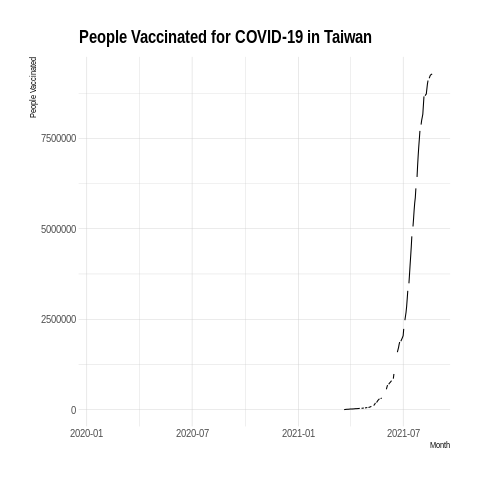 People Vaccinated for COVID-19 in Taiwan
People Vaccinated
7500000
5000000
2500000
0
2020-01
2020-07
2021-01
2021-07
Month